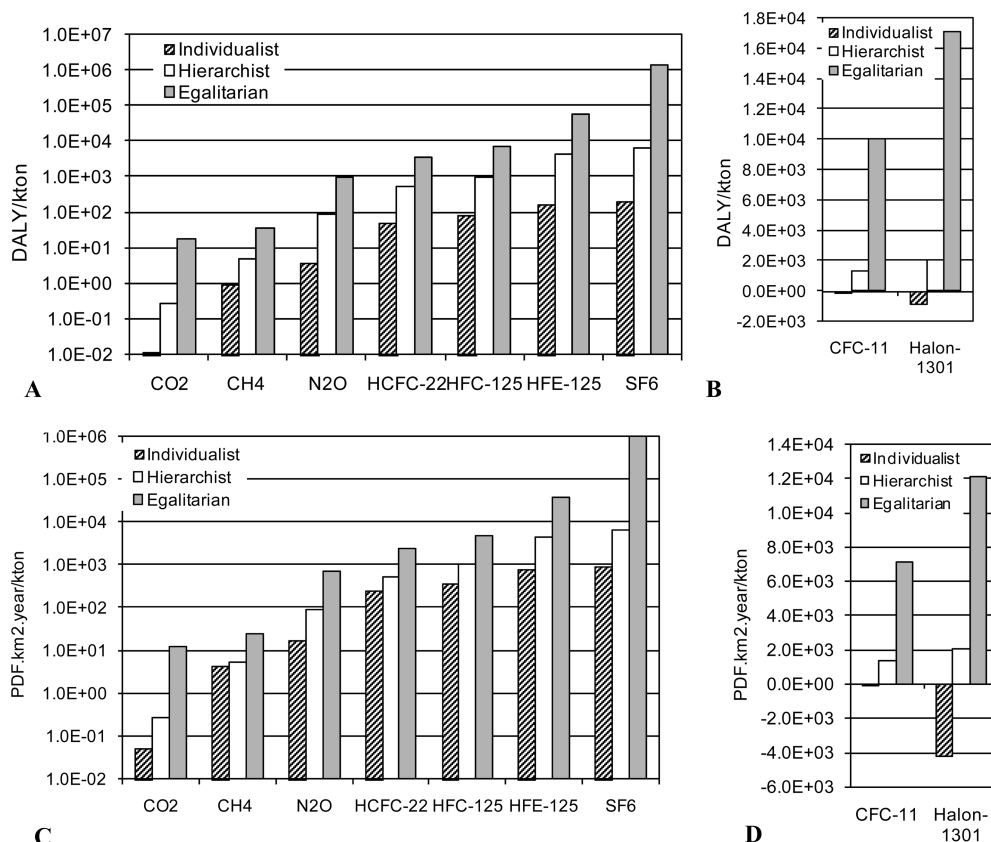 1.0E+07
1.0E+06
1.0E+05
1.0E+04
1.0E+03
1.0E+02
1.0E+01
1.0E+00
1.0E-01
1.0E-02
DALY/kton
Individualist
Hierarchist
Egalitarian
CO2 CH4 N2O HCFC-22 HFC-125 HFE-125 SF6
A
1.8E+04
1.6E+04
1.4E+04
1.2E+04
1.0E+04
8.0E+03
6.0E+03
4.0E+03
2.0E+03
0.0E+00
-2.0E+03
DALY/kton
Individualist
Hierarchist
Egalitarian
CFC-11 Halon-
1301
B
1.0E+06
1.0E+05
1.0E+04
1.0E+03
1.0E+02
1.0E+01
1.0E+00
1.0E-01
1.0E-02
PDF.km2.year/kton
Individualist
Hierarchist
Egalitarian
CO2 CH4 N2O HCFC-22 HFC-125 HFE-125 SF6
C
1.4E+04
1.2E+04
1.0E+04
8.0E+03
6.0E+03
4.0E+03
2.0E+03
0.0E+00
-2.0E+03
-4.0E+03
-6.0E+03
PDF.km2.year/kton
Individualist
Hierarchist
Egalitarian
CFC-11 Halon-
1301
D